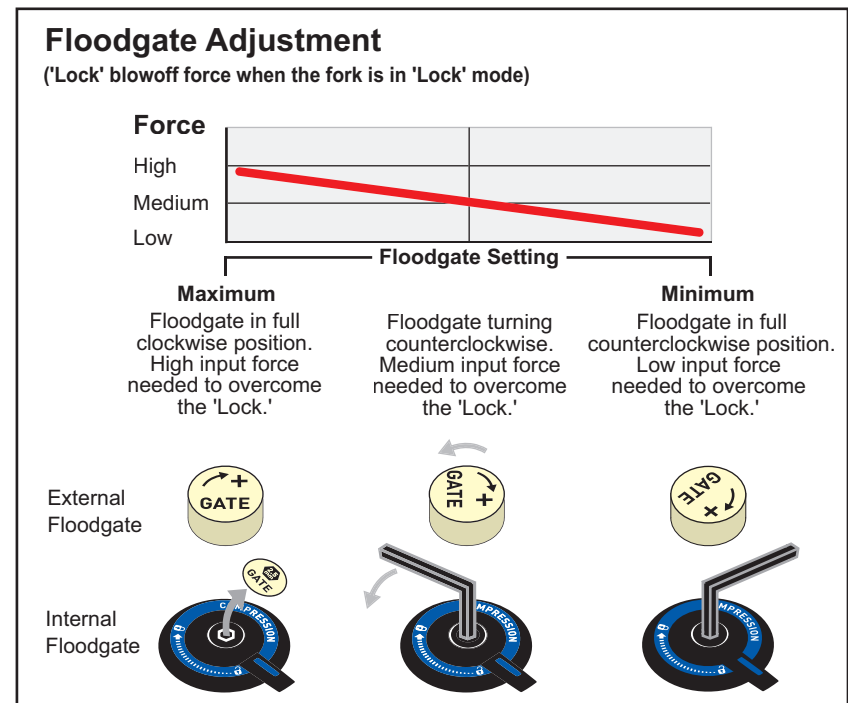 Floodgate Adjustment
('Lock' blowoff force when the fork is in 'Lock' mode)
Force
High
Medium
Low
Floodgate Setting
Maximum
Floodgate in full
clockwise position.
High input force
needed to overcome
the 'Lock.'
Floodgate turning
counterclockwise.
Medium input force
needed to overcome
the 'Lock.'
Minimum
Floodgate in full
counterclockwise position.
Low input force
needed to overcome
the 'Lock.'
External
Floodgate
+
GATE
GATE
+
GATE
+
Internal
Floodgate
2.5
GATE
COMPRESSION
MPRESSION
MPRESSION